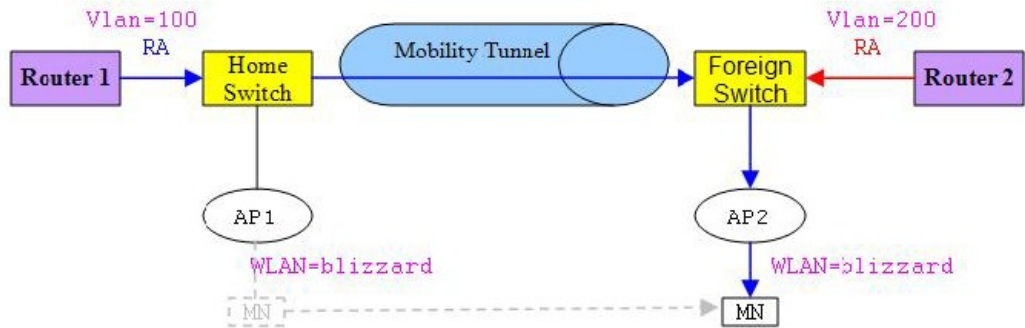 Vlan=100
Vlan=200
RA
Mobility Tunnel
RA
Router 1
Home
Switch
Foreign
Switch
Router 2
AP1
AP2
WLAN=blizzard
WLAN=blizzard
MN
MN